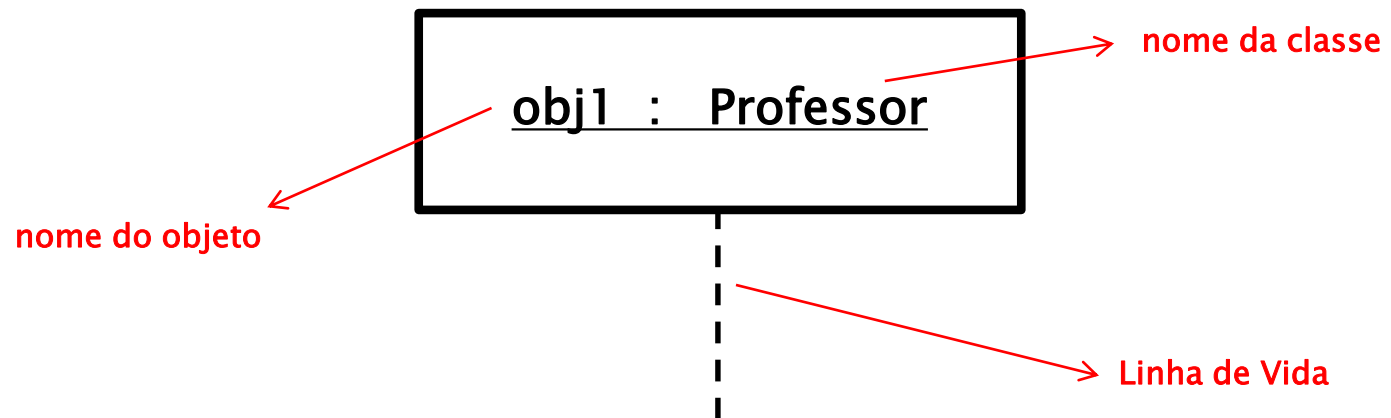 nome da classe
obj1 : Professor
nome do objeto
Linha de Vida